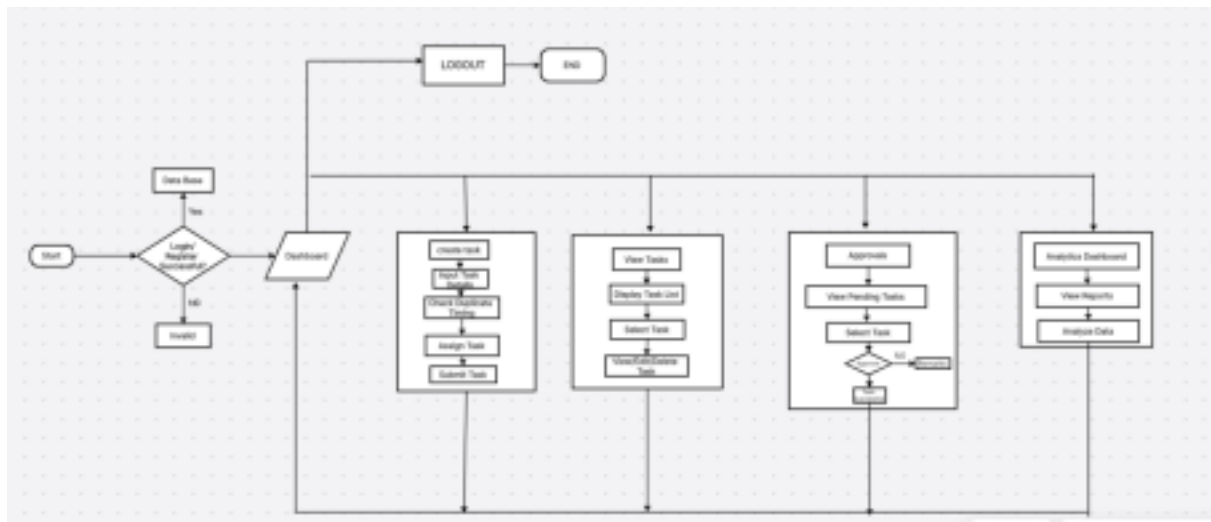 LOGOUT
END
Data Base
Yes
Start
Login/
Register
Successful?
Dashboard
NO
Invalid
create task
Input Task
Details
Check Duplicate
Timing
Assign Task
Submit Task
View Tasks
Display Task List
Select Task
View/Edit/Delete
Task
Approvals
View Pending Tasks
Select Task
NO
Analytics Dashboard
View Reports
Analyze Data